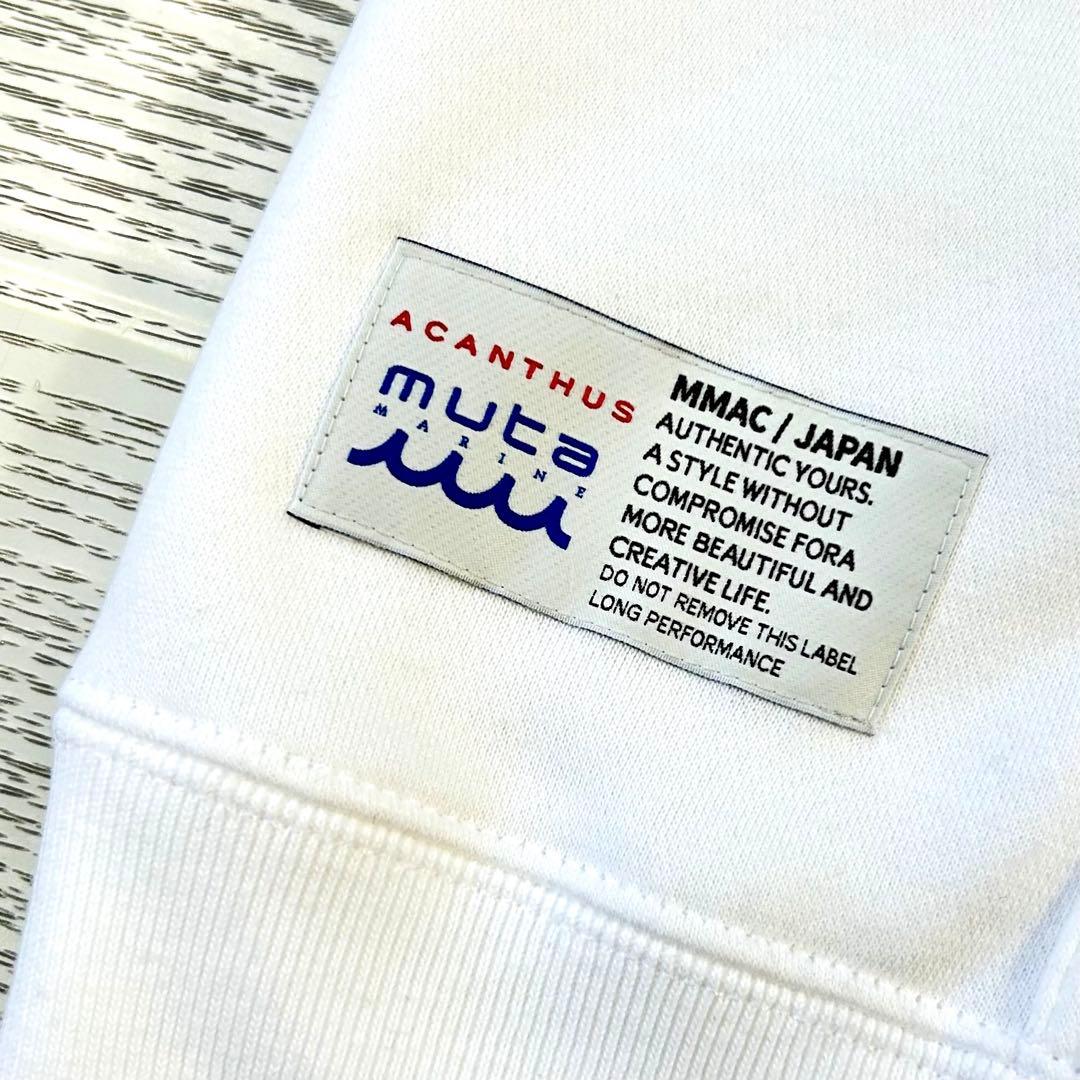 ACANTHUS
muta
MARINE
MMAC / JAPAN
AUTHENTIC YOURS.
A STYLE WITHOUT
COMPROMISE FORA
MORE BEAUTIFUL AND
CREATIVE LIFE.
DO NOT REMOVE THIS LABEL
LONG PERFORMANCE